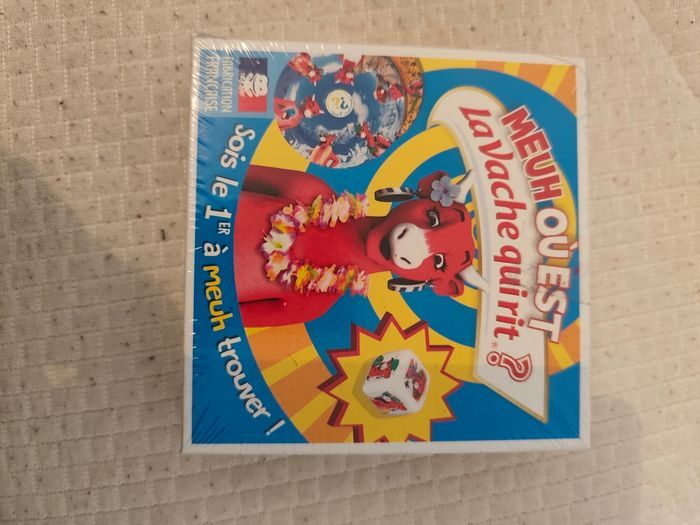 MEUH OÙ EST
La Vache qui rit ® ?
FABRICATION
FRANÇAISE
Sois le 1ER à meuh trouver !